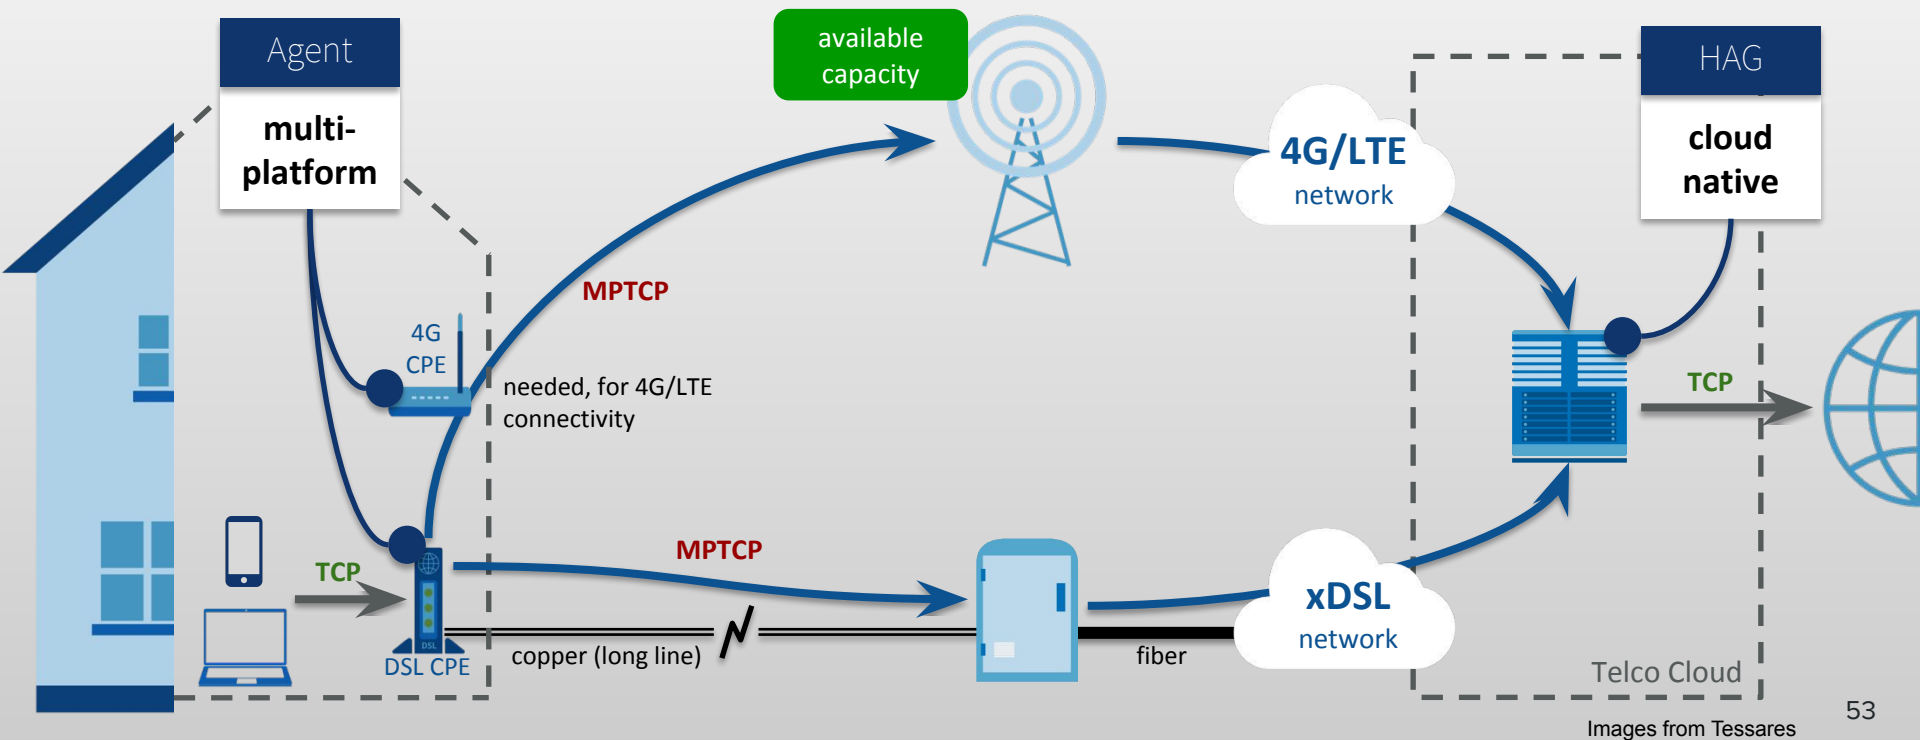 Agent
multi-
platform
available
capacity
HAG
cloud
native
4G/LTE
network
MPTCP
4G
CPE
needed, for 4G/LTE
connectivity
TCP
MPTCP
TCP
DSL
DSL CPE
copper (long line)
fiber
xDSL
network
Telco Cloud
53
Images from Tessares